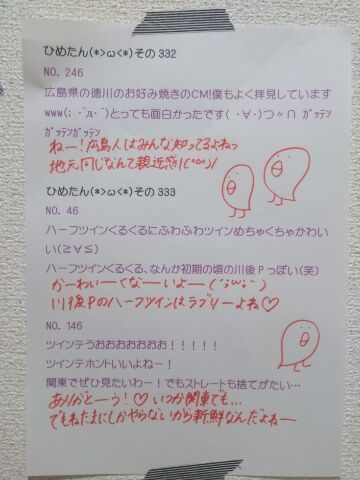 ひめたん(*>ω<*)その 332
NO. 246
広島県の徳川のお好み焼きのCM!僕もよく拝見しています
www(; ･`д･´)とっても面白かったです( ･∀･)つ〃∩ ｶﾞｯﾃﾝ
ｶﾞｯﾃﾝｶﾞｯﾃﾝ
ねー!広島人はみんな知ってるよねっ
地元同じなんて親近感!(^o^)/
ひめたん(*>ω<*)その 333
NO. 46
ハーフツインくるくるにふわふわツインめちゃくちゃかわい
い(≧∀≦)
ハーフツインくるくる、なんか初期の頃の川後Ｐっぽい(笑)
かーわいーくなーいよー(´;ω;`)
川後Pのハーフツインはラブリーよね♡
NO. 146
ツインテうおおおおおおお！！！！！
ツインテホントいいよねー！
関東でぜひ見たいわー！でもストレートも捨てがたい…
ありがとーう!♡いつか関東でも…
でもねたまにしかやらないから新鮮なんだよねー